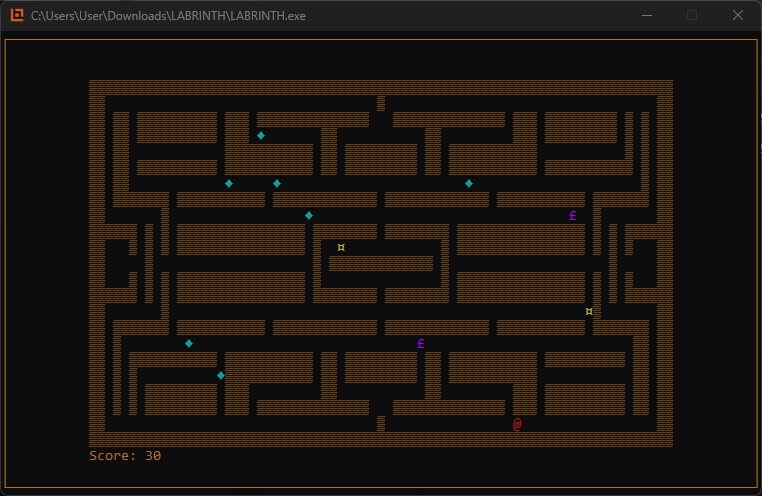 C:\Users\User\Downloads\LABRINTH\LABRINTH.exe
♦
♦ ♦ ♦
♦ £
¤
¤
♦ £
♦
@
Score: 30